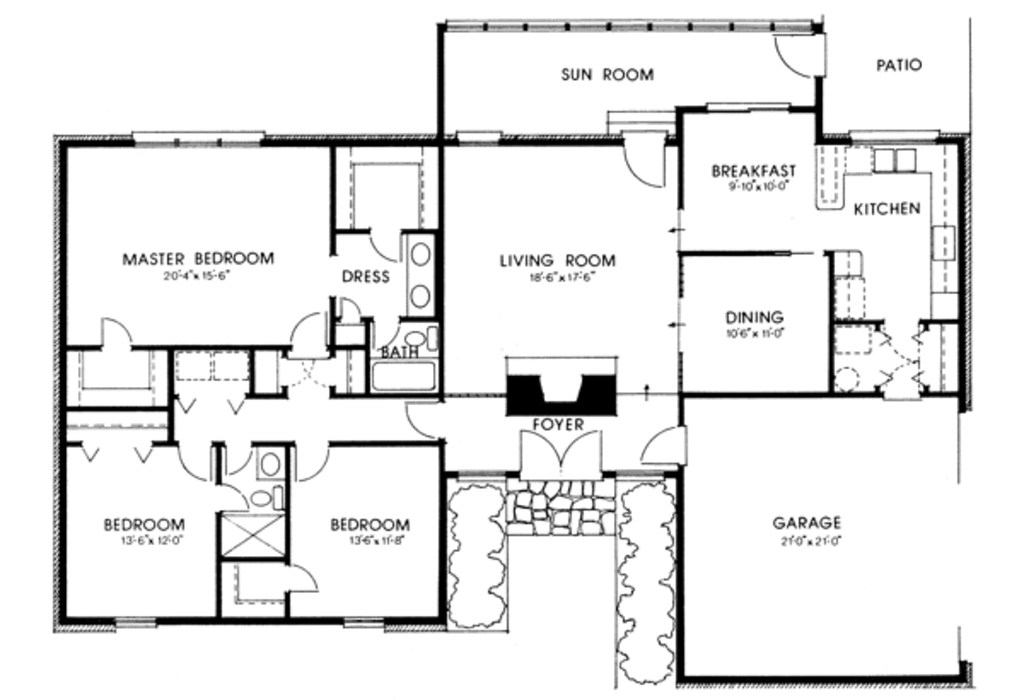 SUN ROOM
PATIO
BREAKFAST
9'-10" x 10'-0"
KITCHEN
MASTER BEDROOM
20'-4" x 15'-6"
DRESS
LIVING ROOM
18'-6" x 17'-6"
DINING
10'6" x 11'-0"
BATH
FOYER
BEDROOM
13'-6" x 12'-0"
BEDROOM
13'6" x 11'-8"
GARAGE
21'-0" x 21'-0"